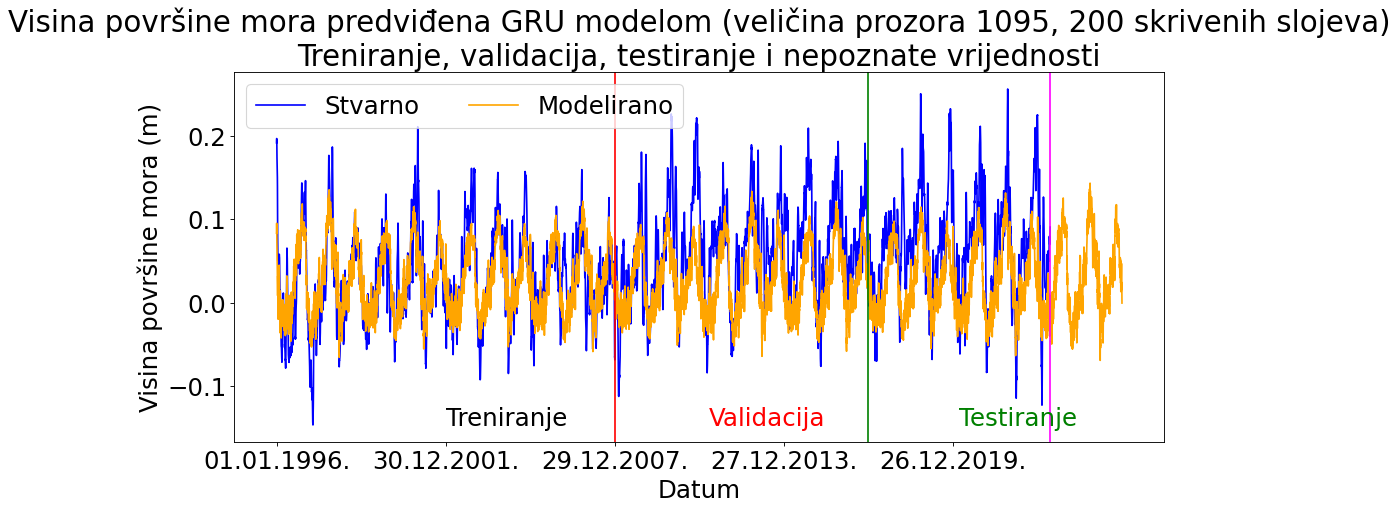 Visina površine mora predviđena GRU modelom (veličina prozora 1095, 200 skrivenih slojeva)
Treniranje, validacija, testiranje i nepoznate vrijednosti
Stvarno
Modelirano
Visina površine mora (m)
0.2
0.1
0.0
−0.1
Treniranje
Validacija
Testiranje
01.01.1996.
30.12.2001.
29.12.2007.
27.12.2013.
26.12.2019.
Datum